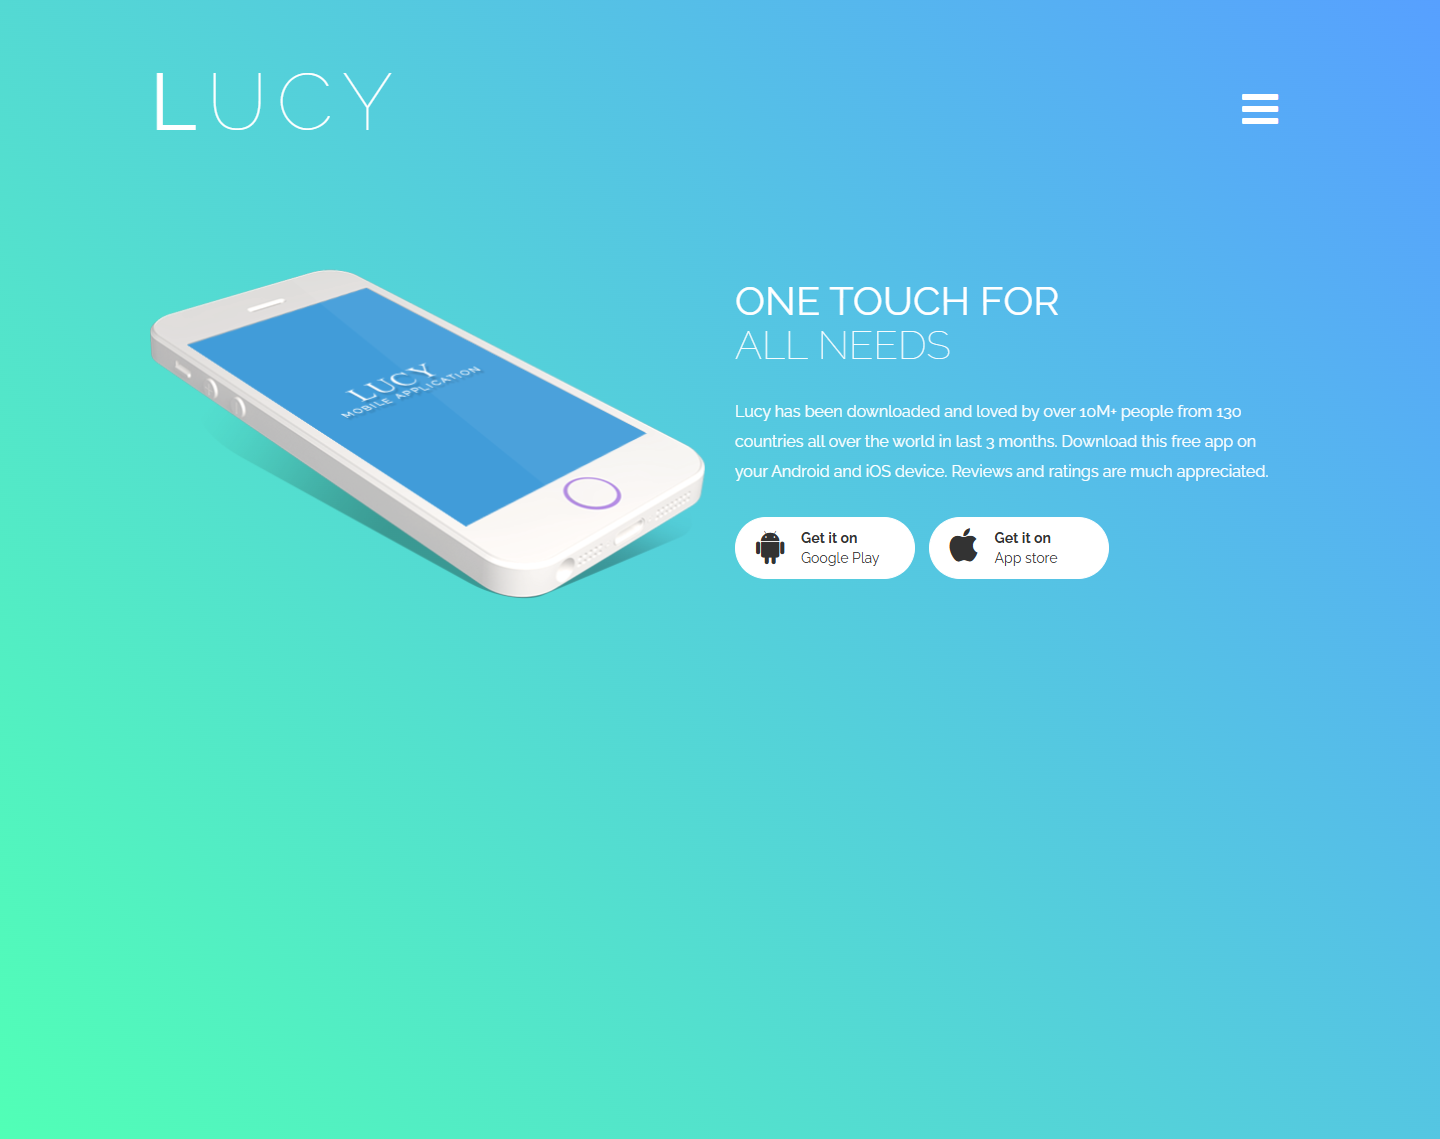 LUCY
LUCY
MOBILE APPLICATION
ONE TOUCH FOR
ALL NEEDS
Lucy has been downloaded and loved by over 10M+ people from 130
countries all over the world in last 3 months. Download this free app on
your Android and iOS device. Reviews and ratings are much appreciated.
Get it on
Google Play
Get it on
App store